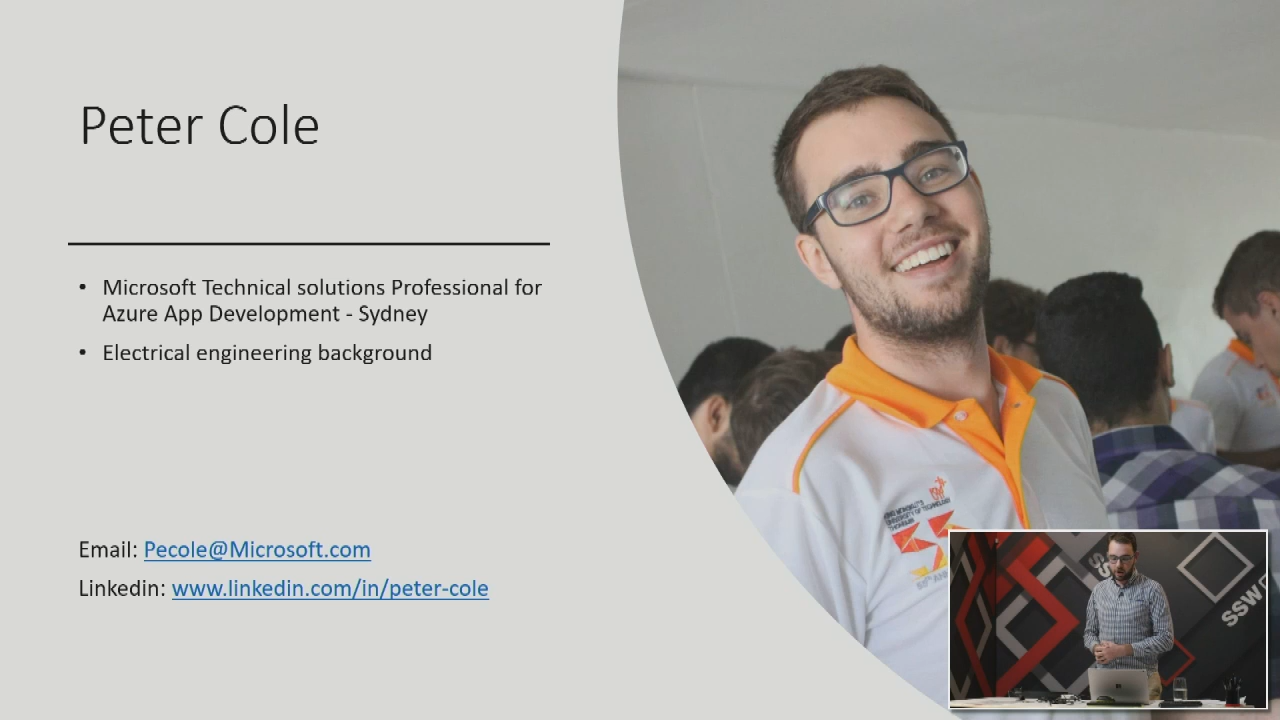 Peter Cole
• Microsoft Technical solutions Professional for
Azure App Development - Sydney
• Electrical engineering background
Email: Pecole@Microsoft.com
Linkedin: www.linkedin.com/in/peter-cole
SSW